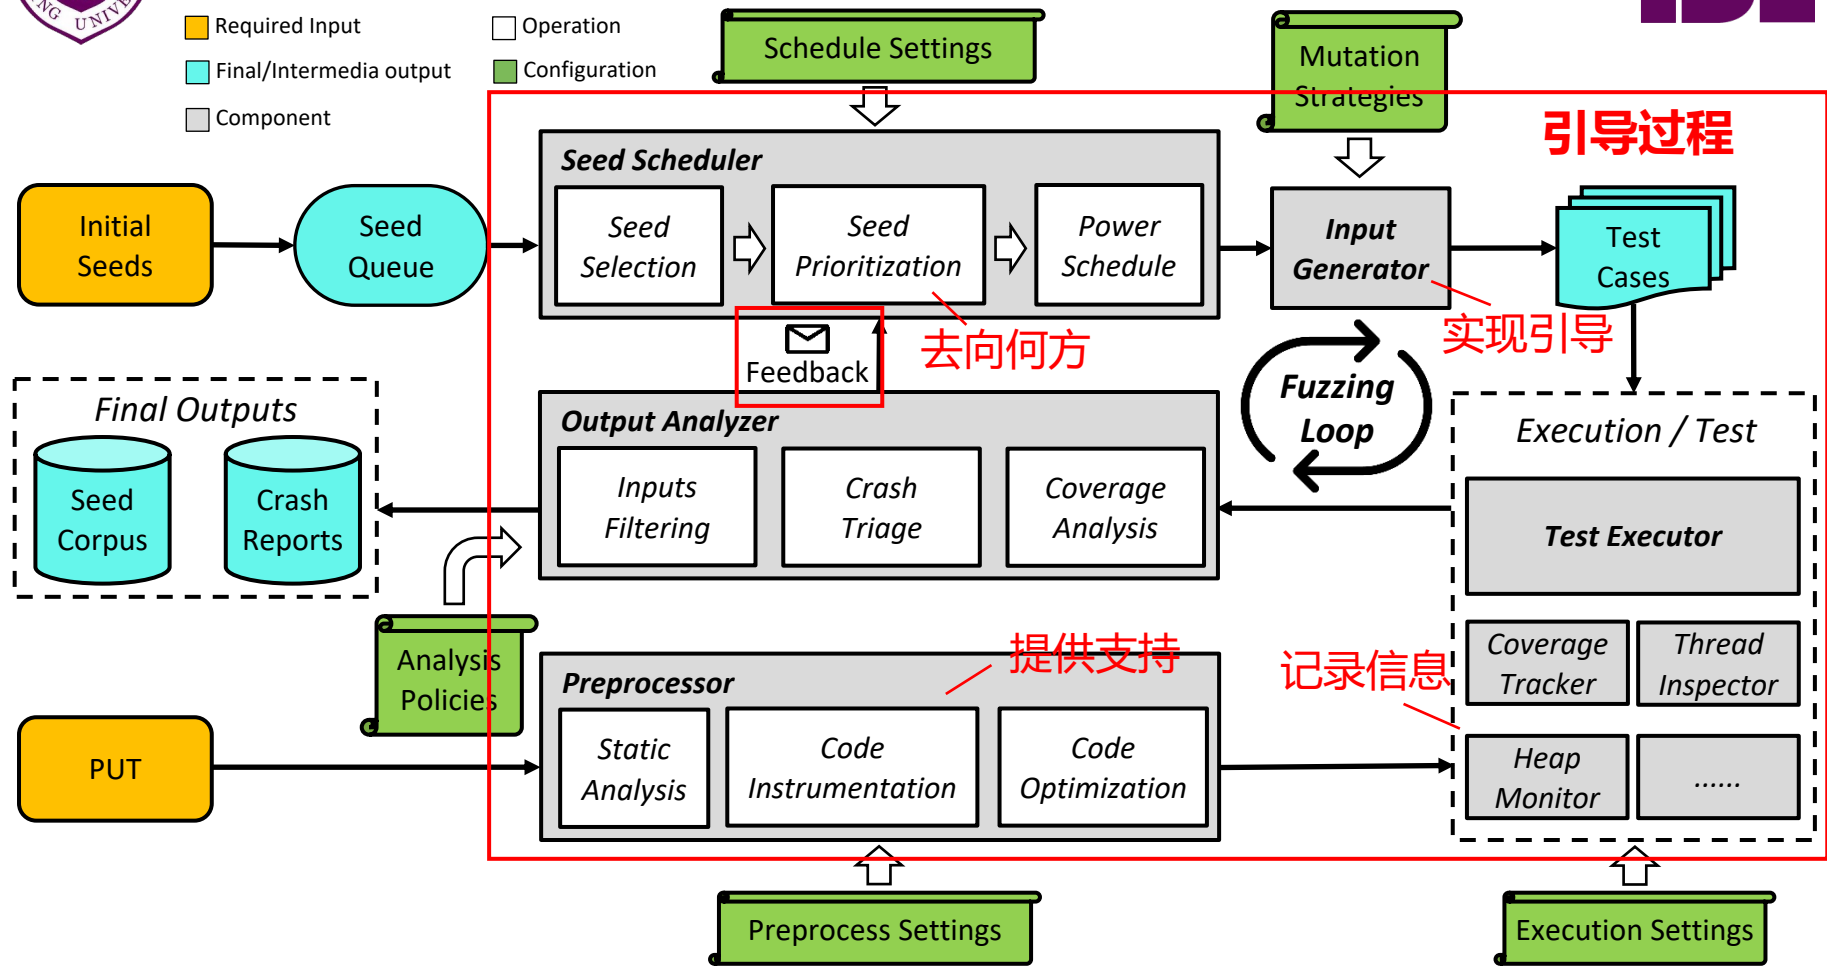 NG UNIVE
Required Input
Operation
Final/Intermedia output
Configuration
Component
Schedule Settings
Mutation
Strategies
引导过程
Initial
Seeds
Seed
Queue
Seed Scheduler
Seed
Selection
Seed
Prioritization
Power
Schedule
Input
Generator
Test
Cases
去向何方
实现引导
Feedback
Fuzzing
Loop
Final Outputs
Seed
Corpus
Crash
Reports
Output Analyzer
Inputs
Filtering
Crash
Triage
Coverage
Analysis
Execution / Test
Test Executor
Coverage
Tracker
Thread
Inspector
Heap
Monitor
......
记录信息
Analysis
Policies
提供支持
Preprocessor
Static
Analysis
Code
Instrumentation
Code
Optimization
PUT
Preprocess Settings
Execution Settings